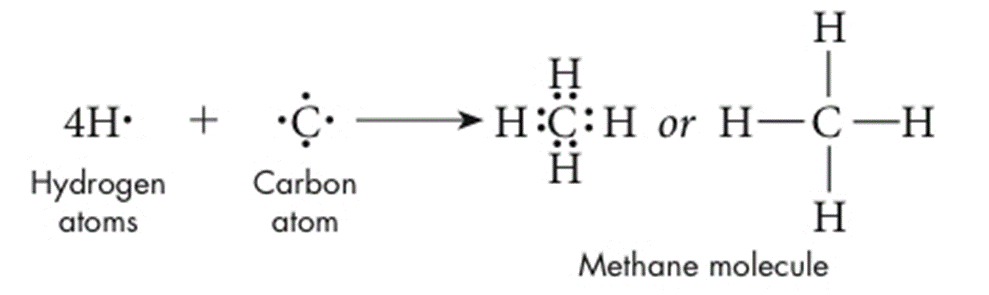 H
H
4H· + ·C· ⟶ H:C:H or H—C—H
Hydrogen Carbon H
atoms atom H
Methane molecule